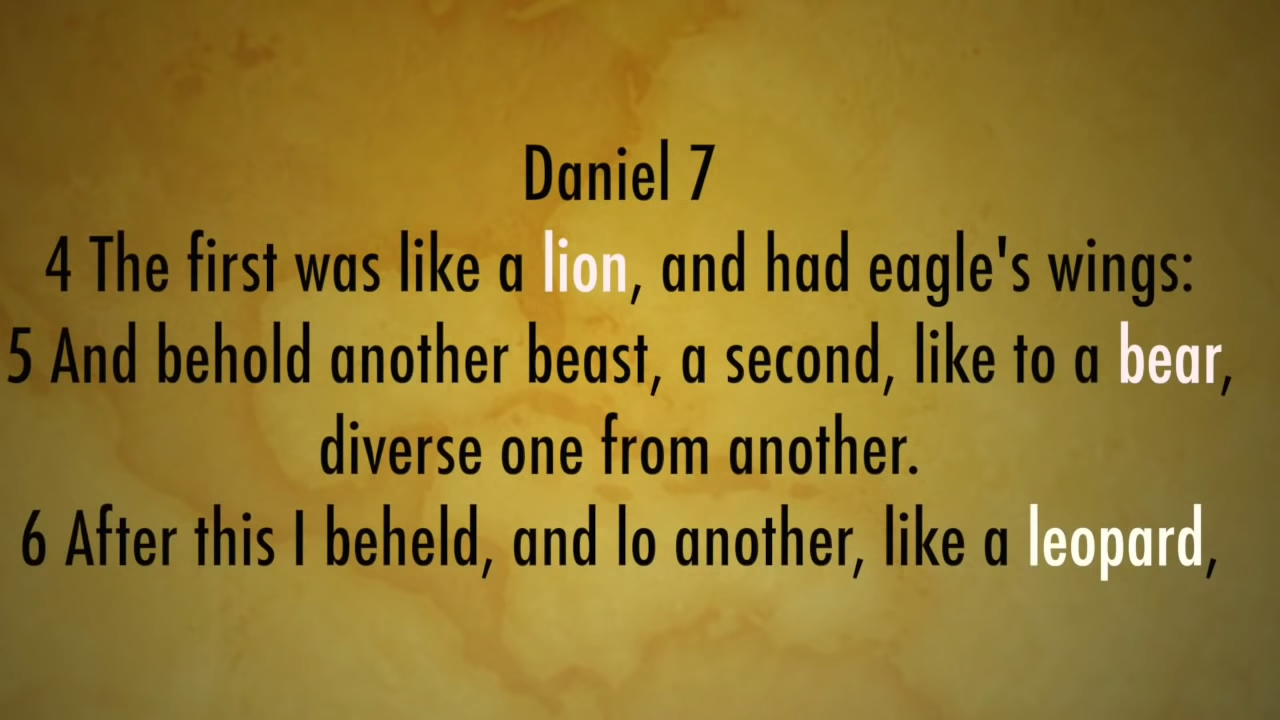 Daniel 7
4 The first was like a lion, and had eagle's wings:
5 And behold another beast, a second, like to a bear,
diverse one from another.
6 After this I beheld, and lo another, like a leopard,